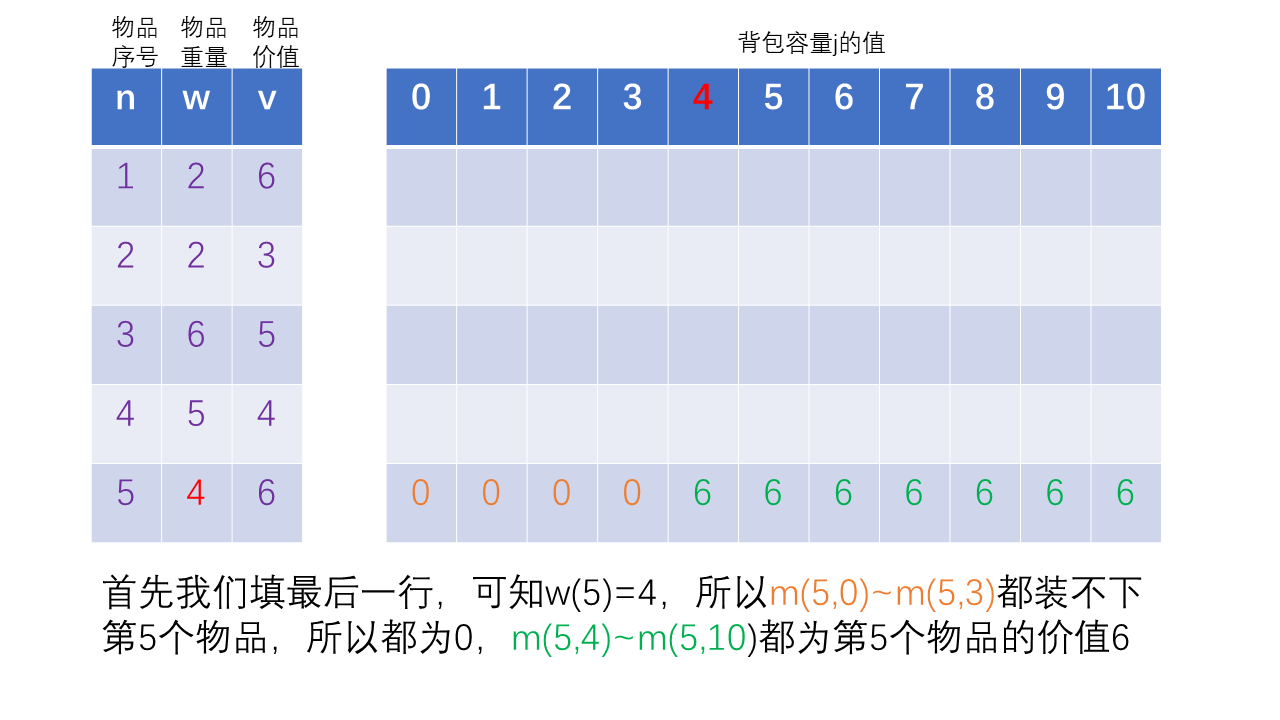 物品 物品 物品
序号 重量 价值
背包容量j的值
n w v 0 1 2 3 4 5 6 7 8 9 10
1 2 6
2 2 3
3 6 5
4 5 4
5 4 6 0 0 0 0 6 6 6 6 6 6 6
首先我们填最后一行，可知w(5)=4，所以m(5,0)~m(5,3)都装不下
第5个物品，所以都为0，m(5,4)~m(5,10)都为第5个物品的价值6